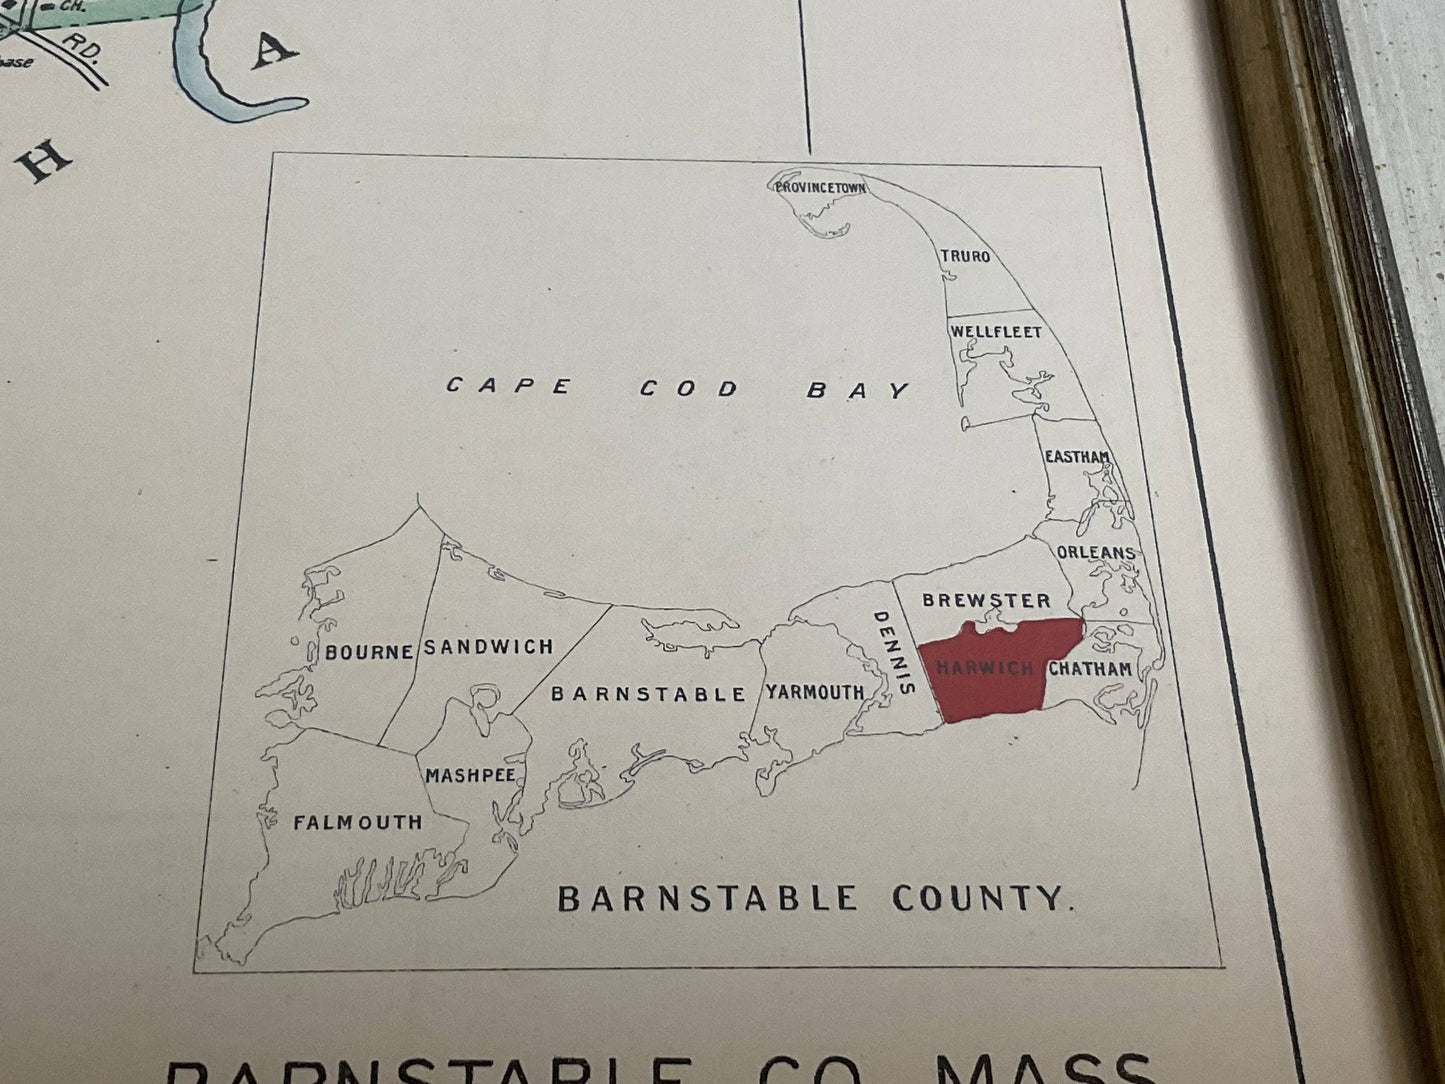 CH.
RD.
A
H
PROVINCETOWN
TRURO
WELLFLEET
CAPE COD BAY
EASTHAM
ORLEANS
BREWSTER
DENNIS
HARWICH
CHATHAM
BOURNE
SANDWICH
BARNSTABLE
YARMOUTH
MASHPEE
FALMOUTH
BARNSTABLE COUNTY.
BARNSTABLE CO. MASS.